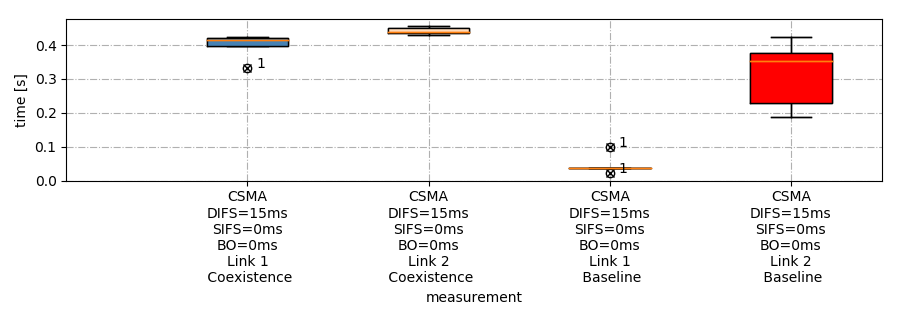 time [s]
0.4
0.3
0.2
0.1
0.0
1
1
1
CSMA
DIFS=15ms
SIFS=0ms
BO=0ms
Link 1
Coexistence
CSMA
DIFS=15ms
SIFS=0ms
BO=0ms
Link 2
Coexistence
CSMA
DIFS=15ms
SIFS=0ms
BO=0ms
Link 1
Baseline
CSMA
DIFS=15ms
SIFS=0ms
BO=0ms
Link 2
Baseline
measurement